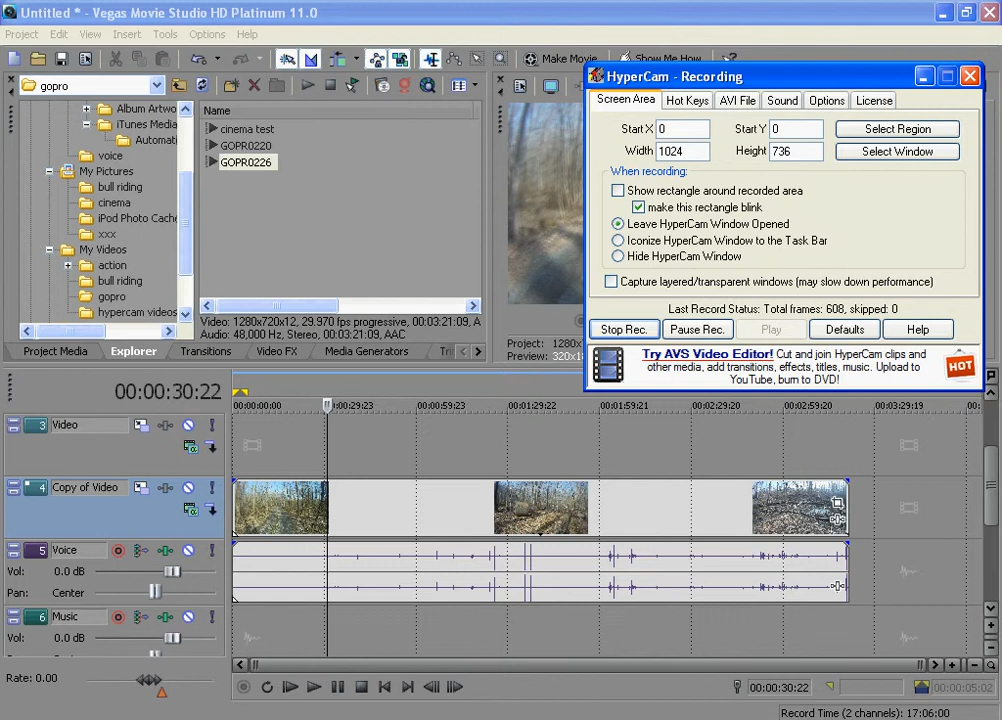 Untitled * - Vegas Movie Studio HD Platinum 11.0
Project Edit View Insert Tools Options Help
Make Movie Show Me How
gopro
Album Artwo
iTunes Media
Automati
voice
My Pictures
bull riding
cinema
iPod Photo Cache
xxx
My Videos
action
bull riding
gopro
hypercam videos
Name
cinema test
GOPR0220
GOPR0226
Video: 1280x720x12, 29.970 fps progressive, 00:03:21:09, A
Audio: 48,000 Hz, Stereo, 00:03:21:09, AAC
Project: 1280x
Preview: 320x1
Project Media Explorer Transitions Video FX Media Generators
HyperCam - Recording
Screen Area Hot Keys AVI File Sound Options License
Start X 0 Start Y 0 Select Region
Width 1024 Height 736 Select Window
When recording:
Show rectangle around recorded area
make this rectangle blink
Leave HyperCam Window Opened
Iconize HyperCam Window to the Task Bar
Hide HyperCam Window
Capture layered/transparent windows (may slow down performance)
Last Record Status: Total frames: 608, skipped: 0
Stop Rec. Pause Rec. Play Defaults Help
Try AVS Video Editor! Cut and join HyperCam clips and
other media, add transitions, effects, titles, music. Upload to
YouTube, burn to DVD!
HOT
00:00:30:22
00:00:00:00 00:00:29:23 00:00:59:23 00:01:29:22 00:01:59:21 00:02:29:20 00:02:59:20 00:03:29:19 00:
3 Video
4 Copy of Video
5 Voice
Vol: 0.0 dB
Pan: Center
6 Music
Vol: 0.0 dB
Rate: 0.00
00:00:30:22 00:00:05:02
Record Time (2 channels): 17:06:00